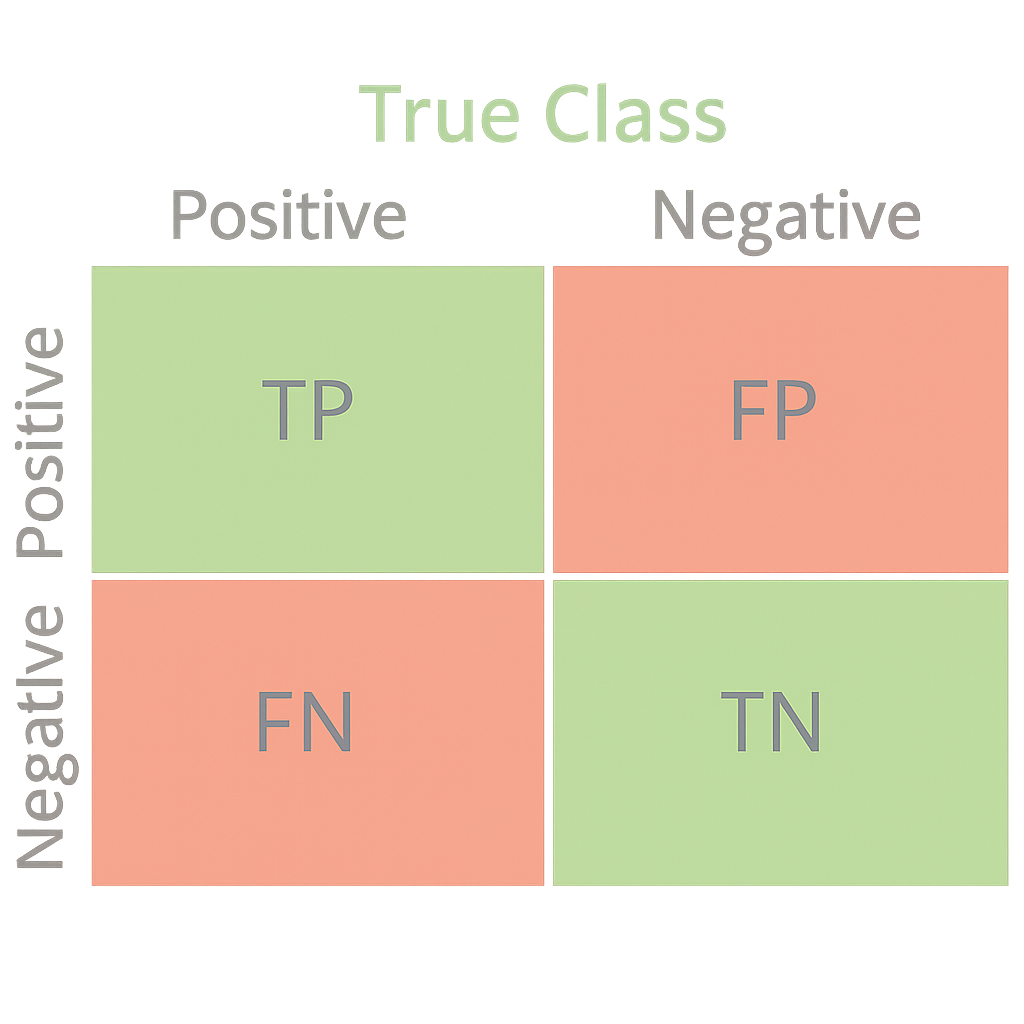 True Class
Positive Negative
Positive
TP FP
Negative
FN TN